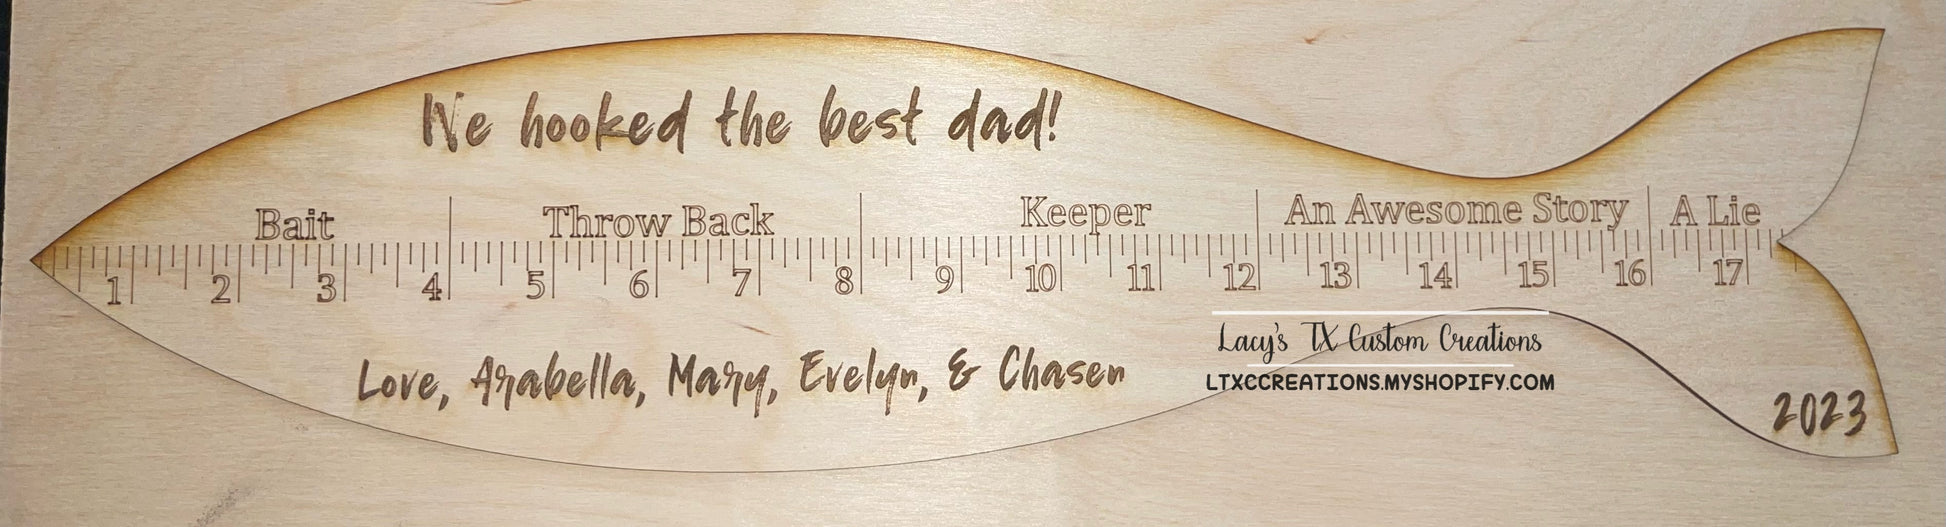 We hooked the best dad!
Bait Throw Back Keeper An Awesome Story A Lie
1 2 3 4 5 6 7 8 9 10 11 12 13 14 15 16 17
Lacy's TX Custom Creations
Love, Arabella, Mary, Evelyn, & Chasen
LTXCCREATIONS.MYSHOPIFY.COM
2023